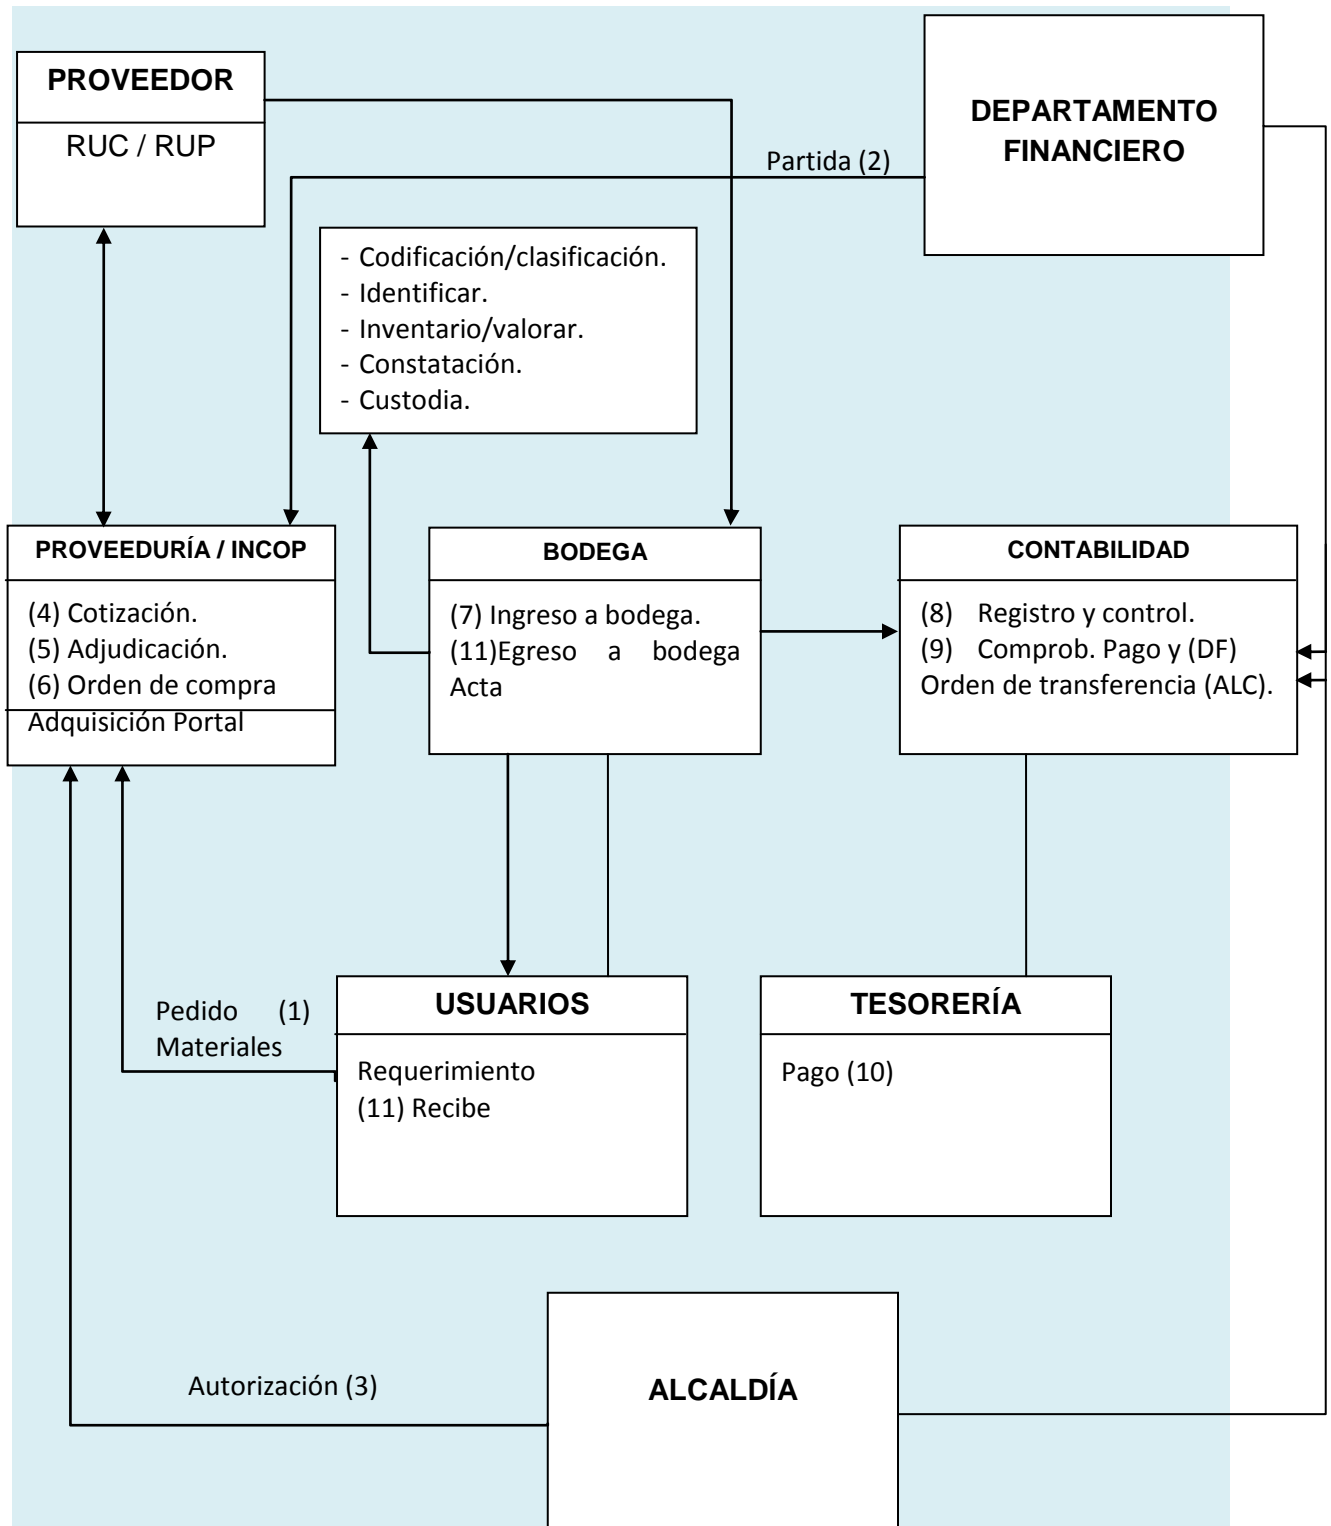 PROVEEDOR
RUC / RUP
DEPARTAMENTO
FINANCIERO
Partida (2)
- Codificación/clasificación.
- Identificar.
- Inventario/valorar.
- Constatación.
- Custodia.
PROVEEDURÍA / INCOP
(4) Cotización.
(5) Adjudicación.
(6) Orden de compra
Adquisición Portal
BODEGA
(7) Ingreso a bodega.
(11)Egreso a bodega
Acta
CONTABILIDAD
(8) Registro y control.
(9) Comprob. Pago y (DF)
Orden de transferencia (ALC).
Pedido (1)
Materiales
USUARIOS
Requerimiento
(11) Recibe
TESORERÍA
Pago (10)
Autorización (3)
ALCALDÍA